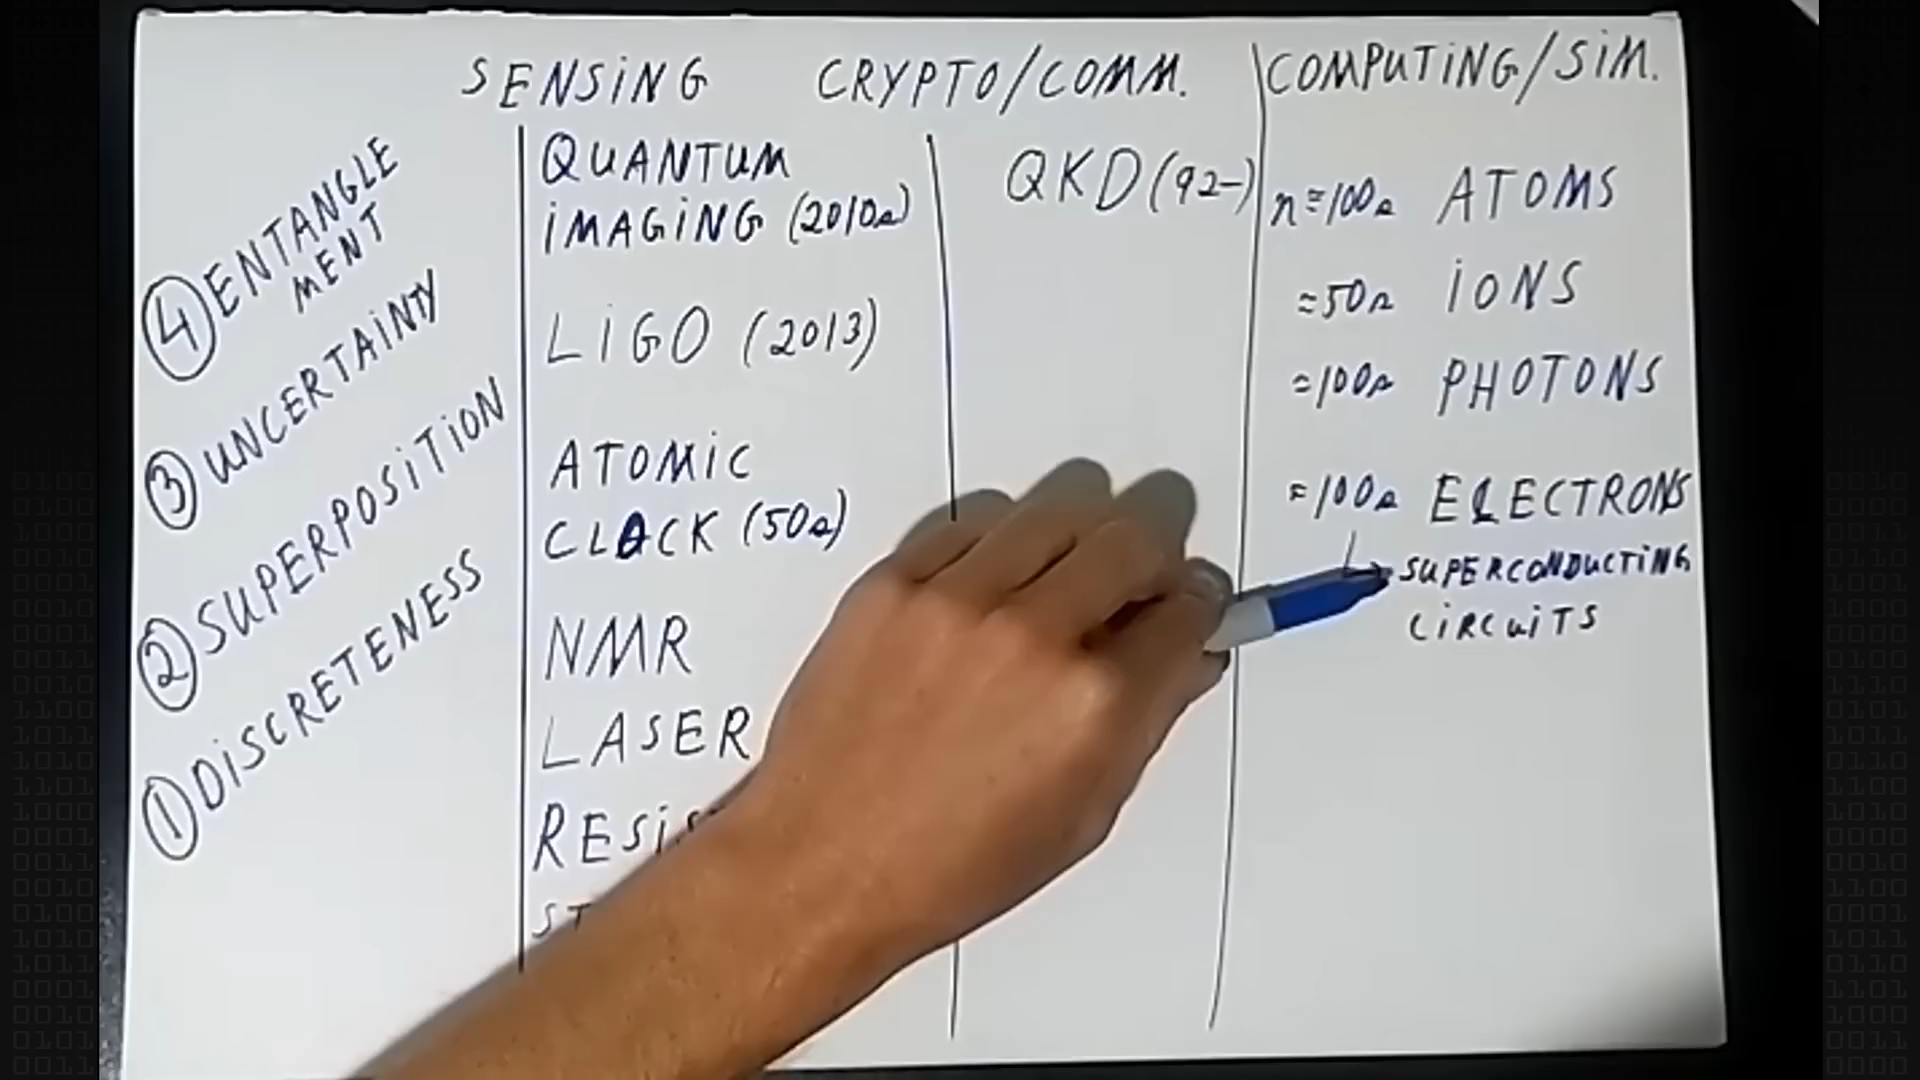 SENSING CRYPTO/COMM. COMPUTING/SIM.
④ ENTANGLE
MENT
③ UNCERTAINTY
② SUPERPOSITION
① DISCRETENESS
QUANTUM
IMAGING (2010s)
LIGO (2013)
ATOMIC
CLOCK (50s)
NMR
LASER
QKD (92-)
n≈100s ATOMS
≈50s IONS
≈100s PHOTONS
≈100s ELECTRONS
↳ SUPERCONDUCTING
CIRCUITS